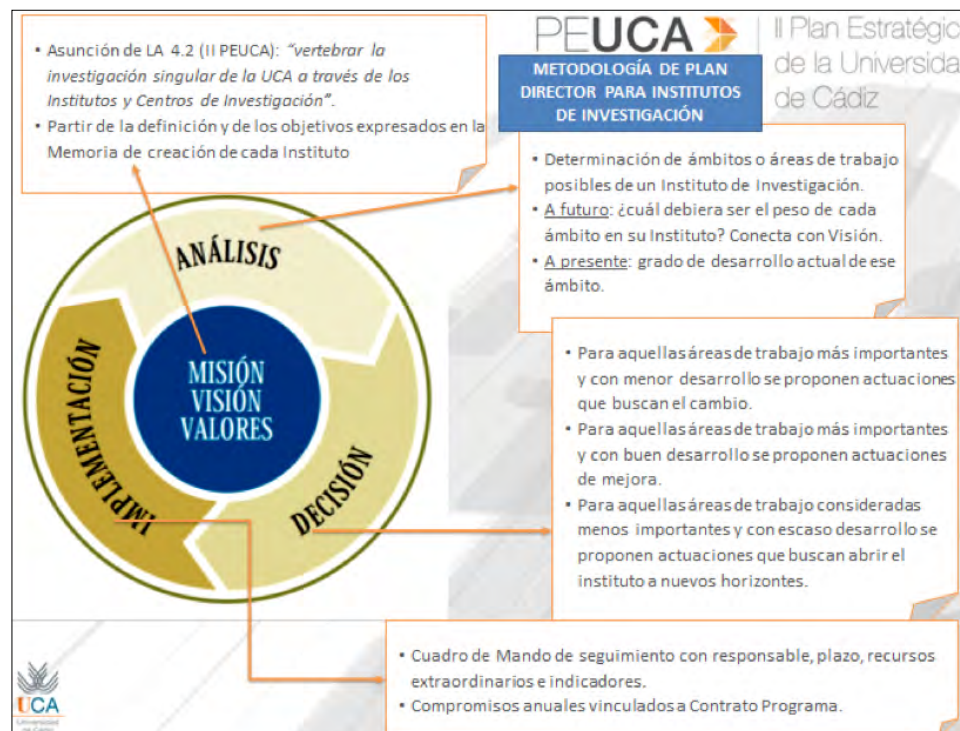 • Asunción de LA 4.2 (II PEUCA): “vertebrar la
investigación singular de la UCA a través de los
Institutos y Centros de Investigación”.
• Partir de la definición y de los objetivos expresados en la
Memoria de creación de cada Instituto
PEUCA
II Plan Estratégic
de la Universida
de Cádiz
METODOLOGÍA DE PLAN
DIRECTOR PARA INSTITUTOS
DE INVESTIGACIÓN
• Determinación de ámbitos o áreas de trabajo
posibles de un Instituto de Investigación.
• A futuro: ¿cuál debiera ser el peso de cada
ámbito en su Instituto? Conecta con Visión.
• A presente: grado de desarrollo actual de ese
ámbito.
ANÁLISIS
MISIÓN
VISIÓN
VALORES
IMPLEMENTACIÓN
DECISIÓN
• Para aquellas áreas de trabajo más importantes
y con menor desarrollo se proponen actuaciones
que buscan el cambio.
• Para aquellas áreas de trabajo más importantes
y con buen desarrollo se proponen actuaciones
de mejora.
• Para aquellas áreas de trabajo consideradas
menos importantes y con escaso desarrollo se
proponen actuaciones que buscan abrir el
instituto a nuevos horizontes.
• Cuadro de Mando de seguimiento con responsable, plazo, recursos
extraordinarios e indicadores.
• Compromisos anuales vinculados a Contrato Programa.
UCA
Universidad
de Cádiz